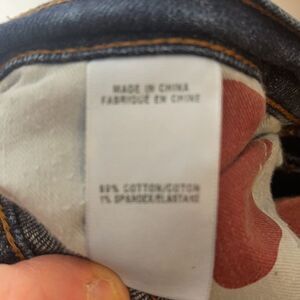 MADE IN CHINA
FABRIQUÉ EN CHINE
99% COTTON/COTON
1% SPANDEX/ELASTANE